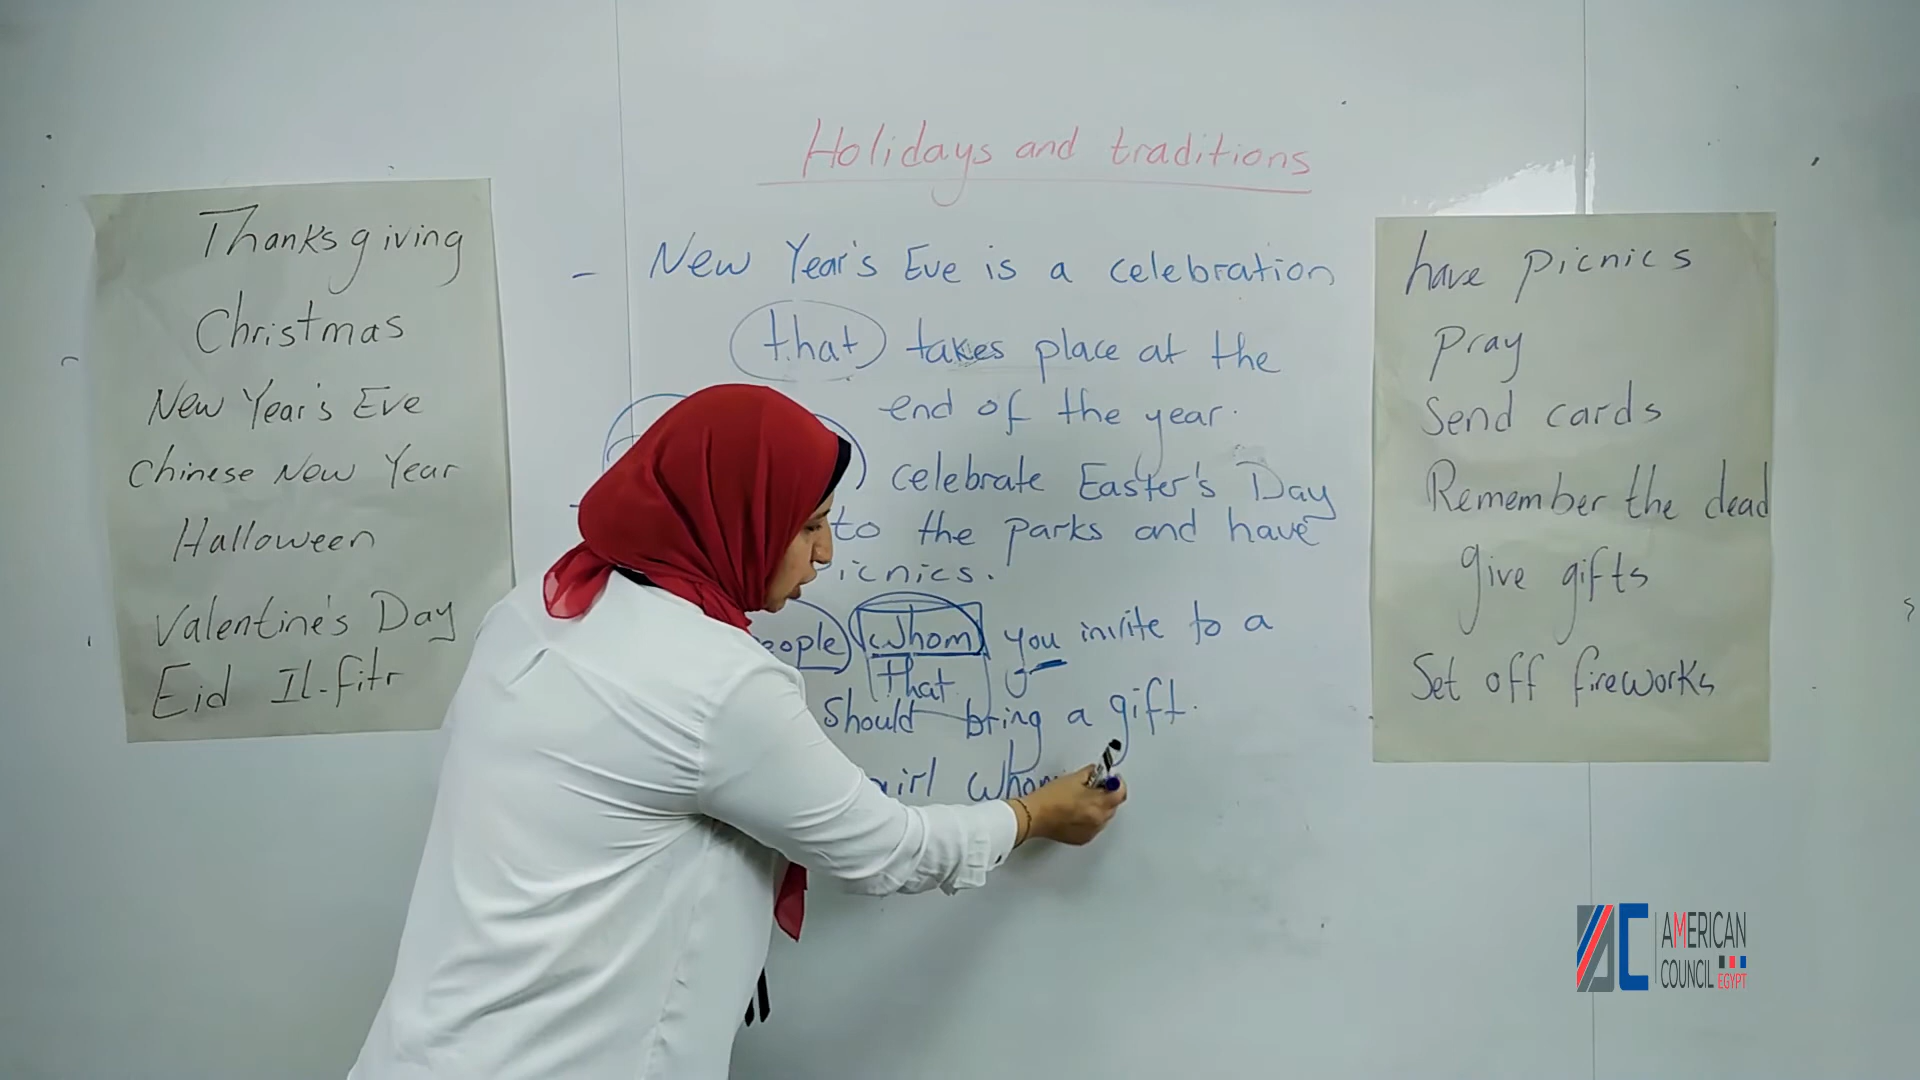 Holidays and traditions
Thanksgiving
Christmas
New Year's Eve
Chinese New Year
Halloween
Valentine's Day
Eid Il-fitr
- New Year's Eve is a celebration
that takes place at the
end of the year.
celebrate Easter's Day
to the parks and have
icnics.
eople whom you invite to a
that
should bring a gift.
girl whom
have picnics
pray
Send cards
Remember the dead
give gifts
Set off fireworks
AC AMERICAN
COUNCIL EGYPT